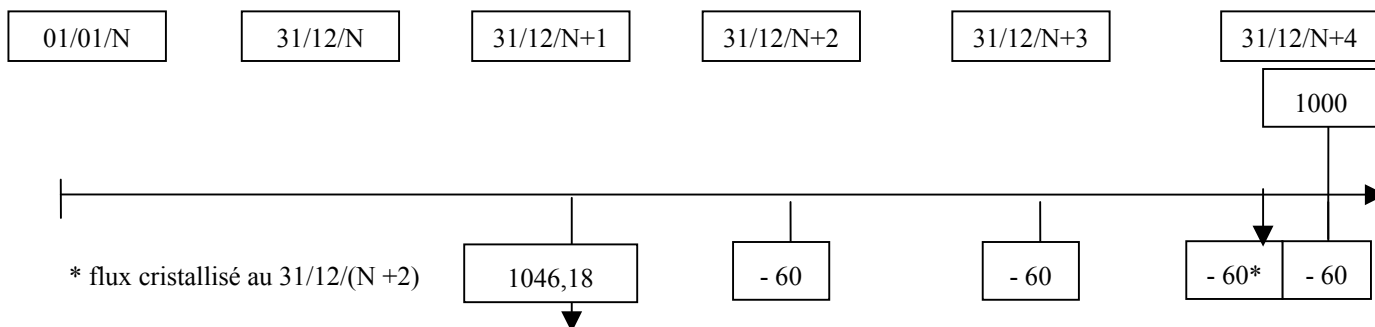 01/01/N 31/12/N 31/12/N+1 31/12/N+2 31/12/N+3 31/12/N+4
1000
* flux cristallisé au 31/12/(N +2) 1046,18 - 60 - 60 - 60* - 60